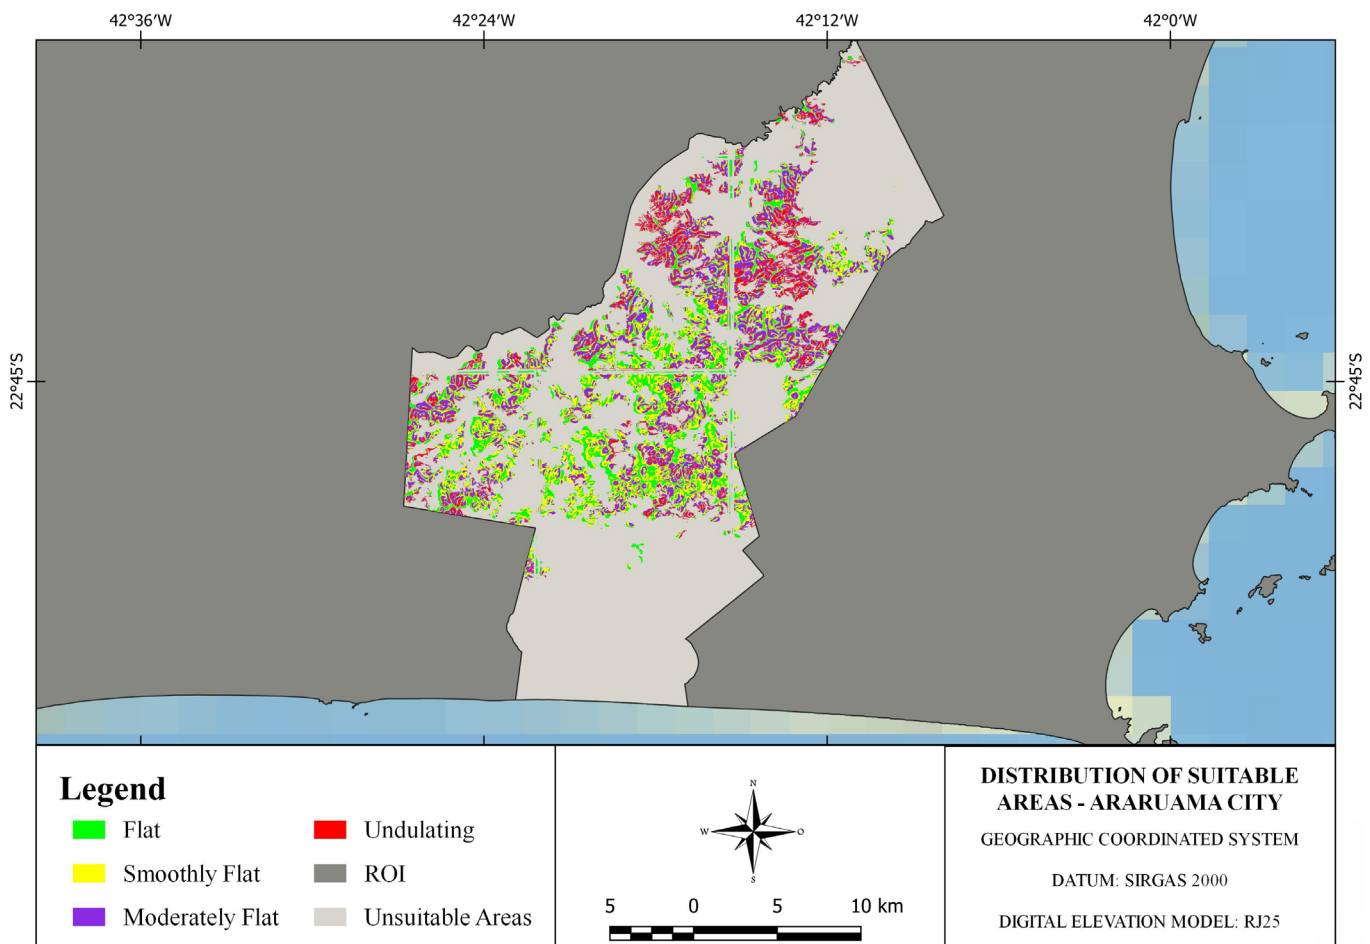 42°36'W 42°24'W 42°12'W 42°0'W
22°45'S 22°45'S
Legend
Flat
Smoothly Flat
Moderately Flat
Undulating
ROI
Unsuitable Areas
N
W O
S
5 0 5 10 km
DISTRIBUTION OF SUITABLE
AREAS - ARARUAMA CITY
GEOGRAPHIC COORDINATED SYSTEM
DATUM: SIRGAS 2000
DIGITAL ELEVATION MODEL: RJ25